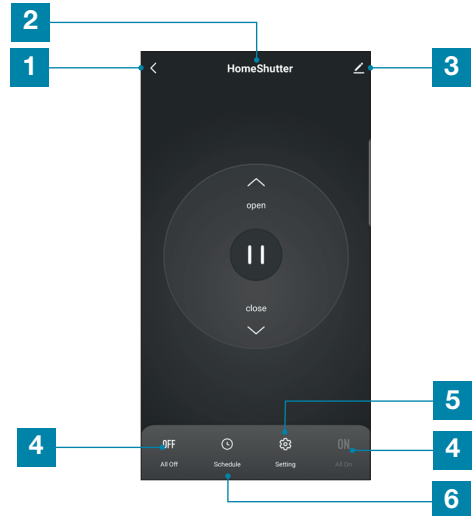 2
1
HomeShutter
3
open
close
5
4
OFF
ON
4
All Off
Schedule
Setting
All On
6